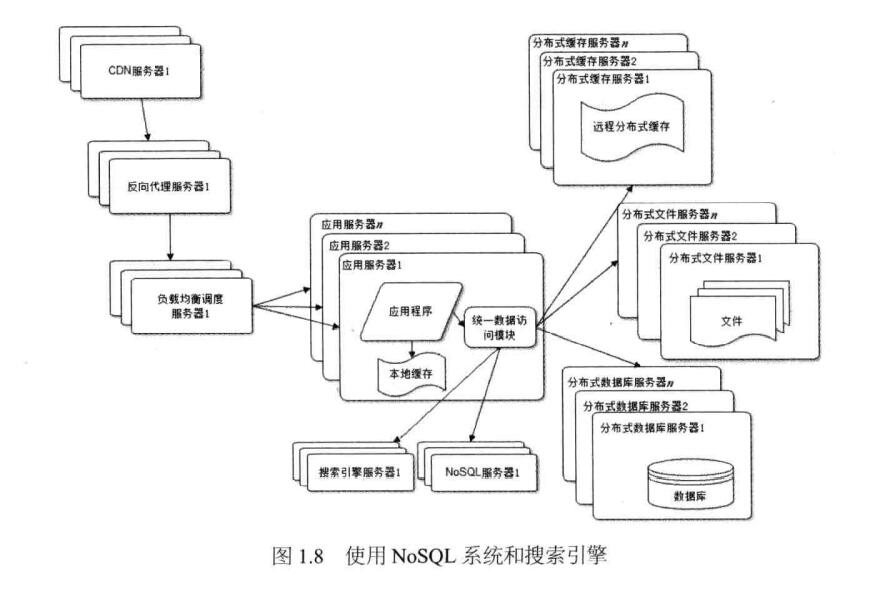 CDN服务器1
反向代理服务器1
负载均衡调度
服务器1
应用服务器n
应用服务器2
应用服务器1
应用程序
统一数据访
问模块
本地缓存
搜索引擎服务器1
NoSQL服务器1
分布式缓存服务器n
分布式缓存服务器2
分布式缓存服务器1
远程分布式缓存
分布式文件服务器n
分布式文件服务器2
分布式文件服务器1
文件
分布式数据库服务器n
分布式数据库服务器2
分布式数据库服务器1
数据库
图 1.8 使用 NoSQL 系统和搜索引擎